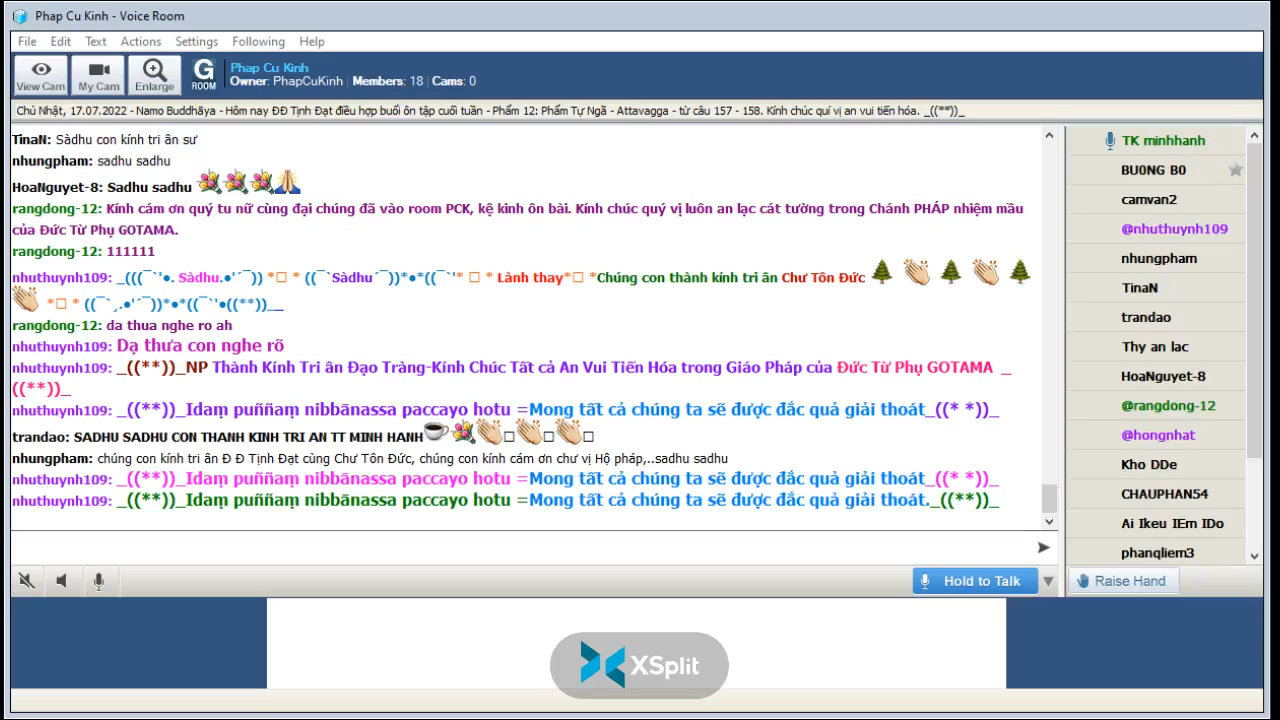 Phap Cu Kinh - Voice Room
File Edit Text Actions Settings Following Help
View Cam
My Cam
Enlarge
G
ROOM
Phap Cu Kinh
Owner: PhapCuKinh | Members: 18 | Cams: 0
Chủ Nhật, 17.07.2022 - Namo Buddhāya - Hôm nay ĐĐ Tịnh Đạt điều hợp buổi ôn tập cuối tuần - Phẩm 12: Phẩm Tự Ngã - Attavagga - từ câu 157 - 158. Kính chúc quí vị an vui tiến hóa. _((**))_
TinaN: Sàdhu con kính tri ân sư
nhungpham: sadhu sadhu
HoaNguyet-8: Sadhu sadhu
rangdong-12: Kính cám ơn quý tu nữ cùng đại chúng đã vào room PCK, kệ kinh ôn bài. Kính chúc quý vị luôn an lạc cát tường trong Chánh PHÁP nhiệm mầu
của Đức Từ Phụ GOTAMA.
rangdong-12: 111111
nhuthuynh109: _(((¯`'●. Sàdhu.●'´¯)) *□ * ((¯`Sàdhu´¯))*●*((¯`'* □ * Lành thay*□ *Chúng con thành kính tri ân Chư Tôn Đức
*□ * ((¯`¸.●'´¯))*●*((¯`'●((**))_ _
rangdong-12: da thua nghe ro ah
nhuthuynh109: Dạ thưa con nghe rõ
nhuthuynh109: _((**))_NP Thành Kính Tri ân Đạo Tràng-Kính Chúc Tất cả An Vui Tiến Hóa trong Giáo Pháp của Đức Từ Phụ GOTAMA _
((**))_
nhuthuynh109: _((**))_Idaṃ puññaṃ nibbānassa paccayo hotu =Mong tất cả chúng ta sẽ được đắc quả giải thoát_((* *))_
trandao: SADHU SADHU CON THANH KINH TRI AN TT MINH HANH □ □ □
nhungpham: chúng con kính tri ân Đ Đ Tịnh Đạt cùng Chư Tôn Đức, chúng con kính cám ơn chư vị Hộ pháp,..sadhu sadhu
nhuthuynh109: _((**))_Idaṃ puññaṃ nibbānassa paccayo hotu =Mong tất cả chúng ta sẽ được đắc quả giải thoát_((* *))_
nhuthuynh109: _((**))_Idaṃ puññaṃ nibbānassa paccayo hotu =Mong tất cả chúng ta sẽ được đắc quả giải thoát._((**))_
TK minhhanh
BU0NG B0
camvan2
@nhuthuynh109
nhungpham
TinaN
trandao
Thy an lac
HoaNguyet-8
@rangdong-12
@hongnhat
Kho DDe
CHAUPHAN54
Ai Ikeu IEm IDo
phanqliem3
Hold to Talk
Raise Hand
XSplit